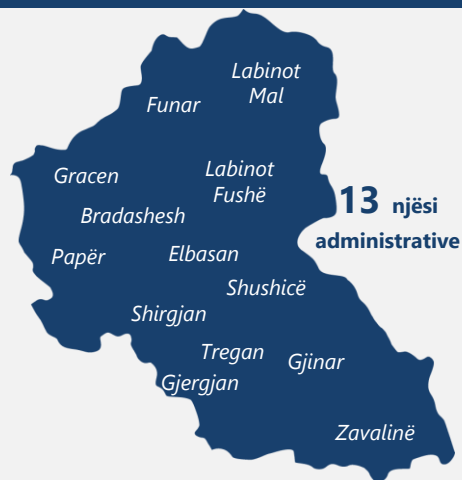 Labinot
Mal
Funar
Gracen
Labinot
Fushë
Bradashesh
13 njësi
administrative
Papër
Elbasan
Shushicë
Shirgjan
Tregan
Gjinar
Gjergjan
Zavalinë